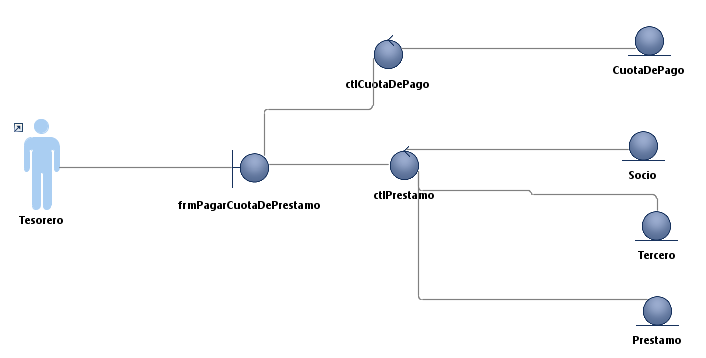 ctlCuotaDePago
CuotaDePago
Tesorero
frmPagarCuotaDePrestamo
ctlPrestamo
Socio
Tercero
Prestamo